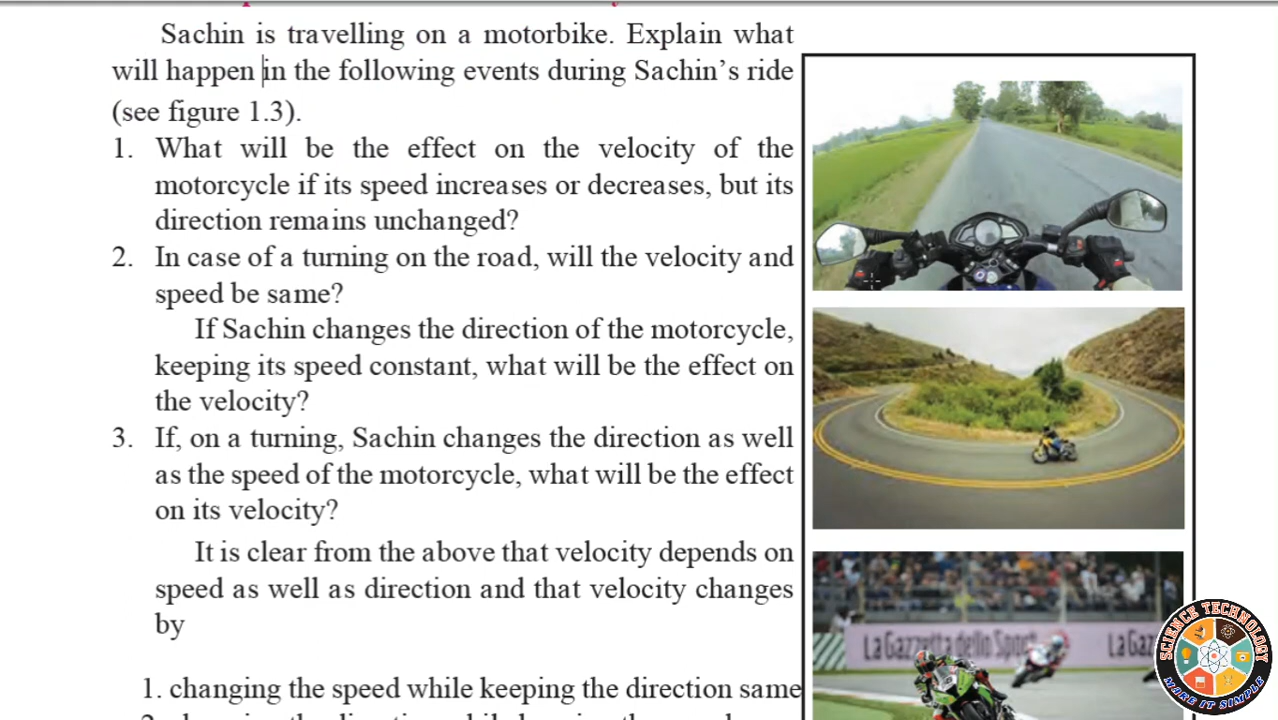 Sachin is travelling on a motorbike. Explain what
will happen in the following events during Sachin's ride
(see figure 1.3).
1. What will be the effect on the velocity of the
motorcycle if its speed increases or decreases, but its
direction remains unchanged?
2. In case of a turning on the road, will the velocity and
speed be same?
If Sachin changes the direction of the motorcycle,
keeping its speed constant, what will be the effect on
the velocity?
3. If, on a turning, Sachin changes the direction as well
as the speed of the motorcycle, what will be the effect
on its velocity?
It is clear from the above that velocity depends on
speed as well as direction and that velocity changes
by
1. changing the speed while keeping the direction same
LaGazzetta dello Sport
LaGaz
SCIENCE TECHNOLOGY
MAKE IT SIMPLE